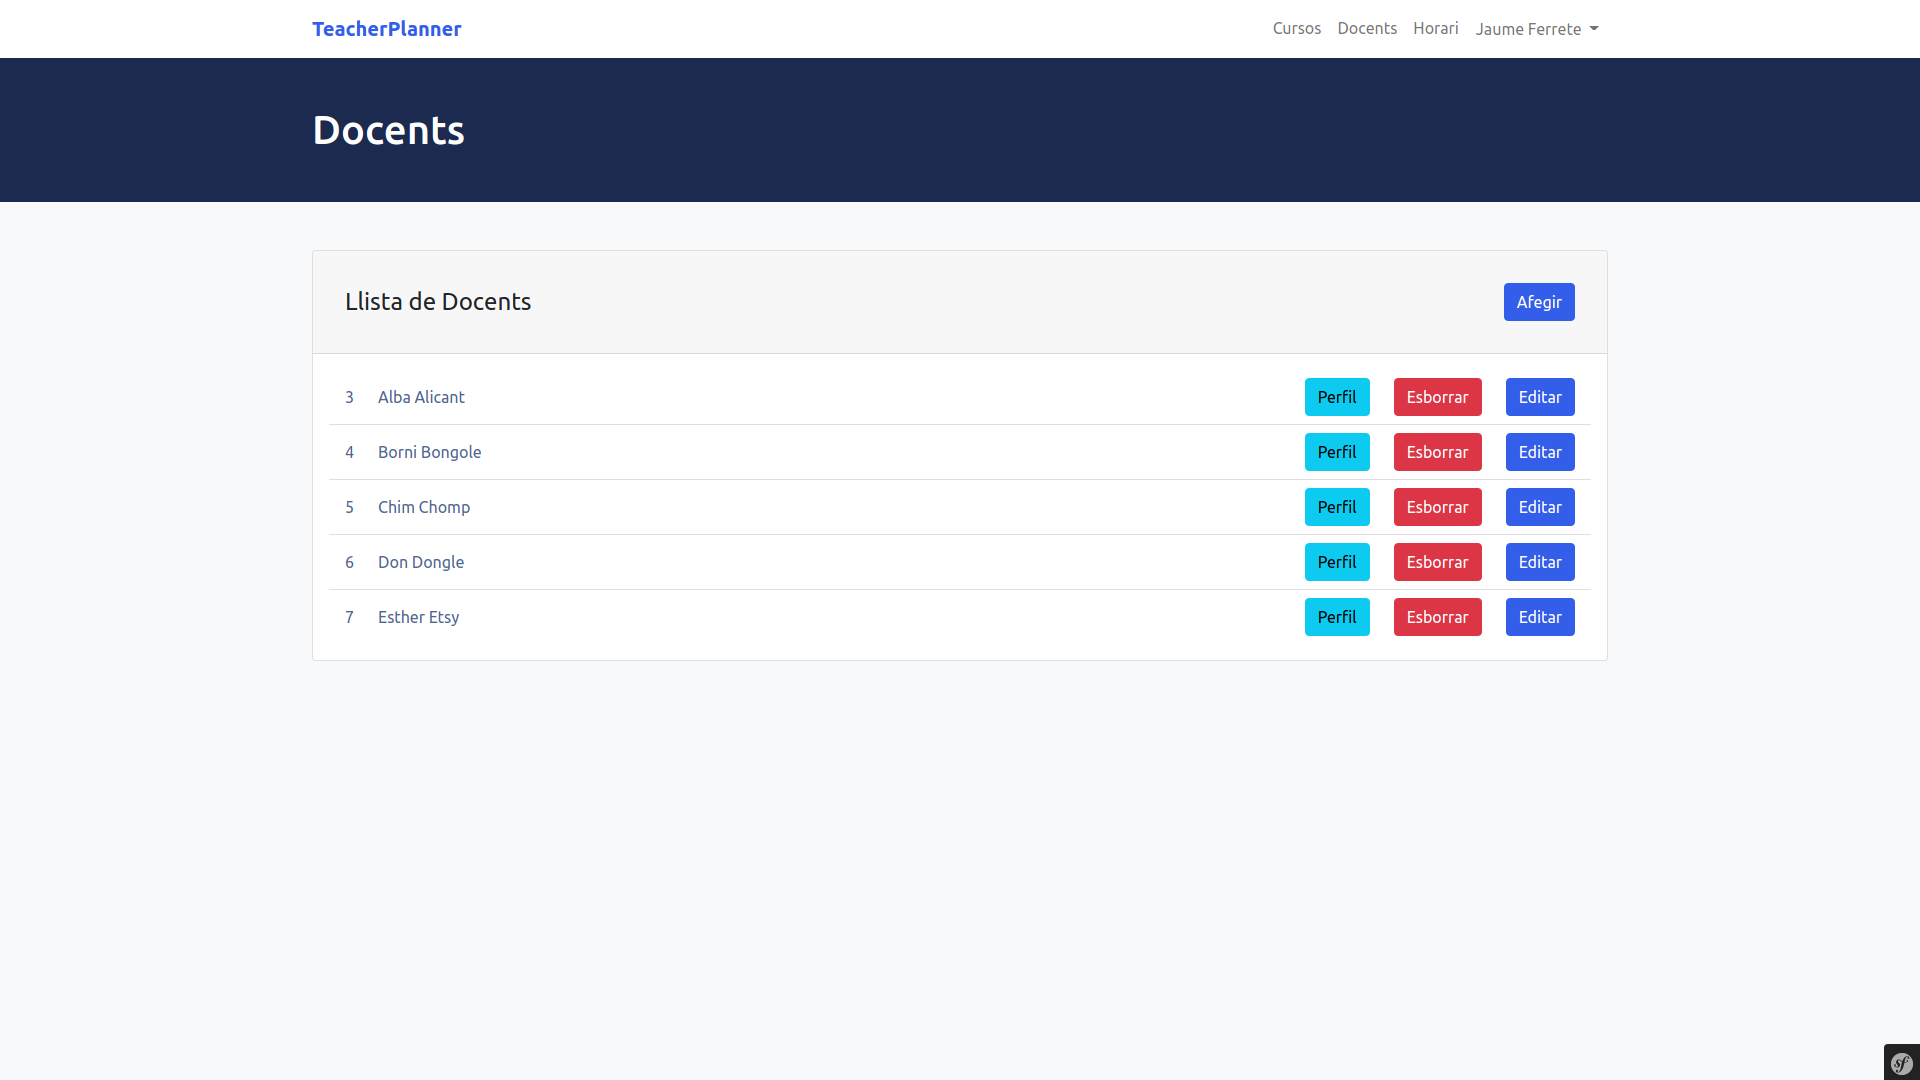 TeacherPlanner Cursos Docents Horari Jaume Ferrete
Docents
Llista de Docents Afegir
3 Alba Alicant Perfil Esborrar Editar
4 Borni Bongole Perfil Esborrar Editar
5 Chim Chomp Perfil Esborrar Editar
6 Don Dongle Perfil Esborrar Editar
7 Esther Etsy Perfil Esborrar Editar
sf